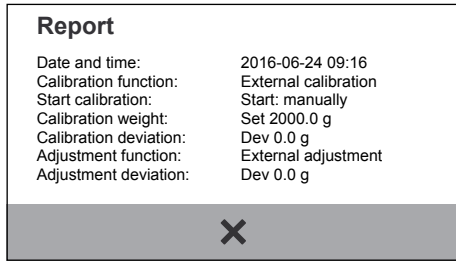 Report
Date and time: 2016-06-24 09:16
Calibration function: External calibration
Start calibration: Start: manually
Calibration weight: Set 2000.0 g
Calibration deviation: Dev 0.0 g
Adjustment function: External adjustment
Adjustment deviation: Dev 0.0 g